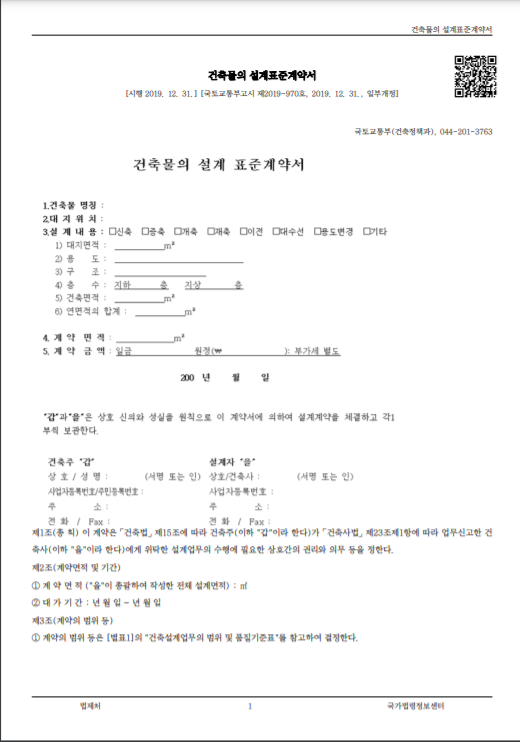 건축물의 설계표준계약서
건축물의 설계표준계약서
[시행 2019. 12. 31.] [국토교통부고시 제2019-970호, 2019. 12. 31., 일부개정]
국토교통부(건축정책과), 044-201-3763
건축물의 설계 표준계약서
1.건축물 명칭 :
2.대 지 위 치 :
3.설 계 내 용 : □신축 □증축 □개축 □재축 □이전 □대수선 □용도변경 □기타
1) 대지면적 : ㎡
2) 용 도 :
3) 구 조 :
4) 층 수 : 지하 층 지상 층
5) 건축면적 : ㎡
6) 연면적의 합계 : ㎡
4. 계 약 면 적 : ㎡
5. 계 약 금 액 : 일금 원정(₩ ): 부가세 별도
200 년 월 일
"갑"과"을"은 상호 신의와 성실을 원칙으로 이 계약서에 의하여 설계계약을 체결하고 각1
부씩 보관한다.
건축주 "갑" 설계자 "을"
상 호 / 성 명 : (서명 또는 인) 상호/건축사 : (서명 또는 인)
사업자등록번호/주민등록번호 : 사업자등록번호 :
주 소 : 주 소 :
전 화 / Fax : 전 화 / Fax :
제1조(총 칙) 이 계약은 「건축법」 제15조에 따라 건축주(이하 "갑"이라 한다)가 「건축사법」 제23조제1항에 따라 업무신고한 건
축사(이하 "을"이라 한다)에게 위탁한 설계업무의 수행에 필요한 상호간의 권리와 의무 등을 정한다.
제2조(계약면적 및 기간)
① 계 약 면 적 ("을"이 총괄하여 작성한 전체 설계면적) : ㎡
② 대 가 기 간 : 년 월 일 - 년 월 일
제3조(계약의 범위 등)
① 계약의 범위 등은 [별표1]의 "건축설계업무의 범위 및 품질기준표"를 참고하여 결정한다.
법제처 1 국가법령정보센터